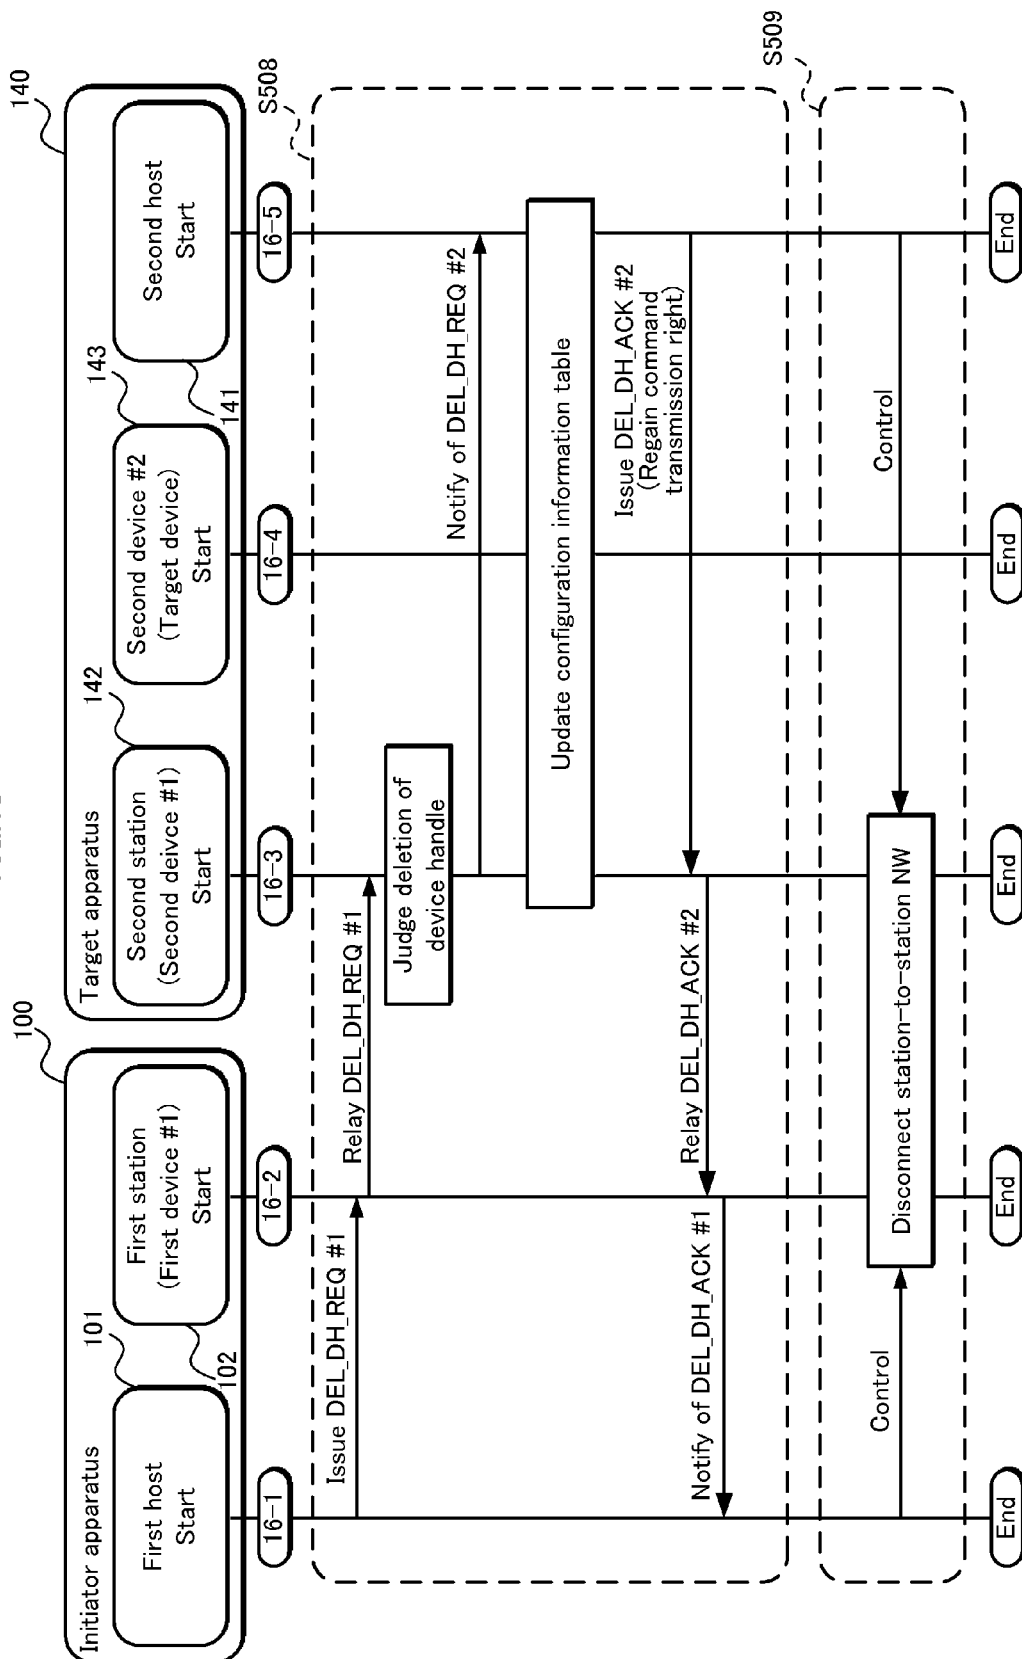 Initiator apparatus
100
First host
Start
101
First station
(First device #1)
Start
102
Target apparatus
140
Second station
(Second deivce #1)
Start
142
Second device #2
(Target device)
Start
143
Second host
Start
141
16-1
16-2
16-3
16-4
16-5
S508
Issue DEL_DH_REQ #1
Relay DEL_DH_REQ #1
Judge deletion of
device handle
Notify of DEL_DH_REQ #2
Update configuration information table
Issue DEL_DH_ACK #2
(Regain command
transmission right)
Relay DEL_DH_ACK #2
Notify of DEL_DH_ACK #1
S509
Control
Disconnect station-to-station NW
Control
End
End
End
End
End